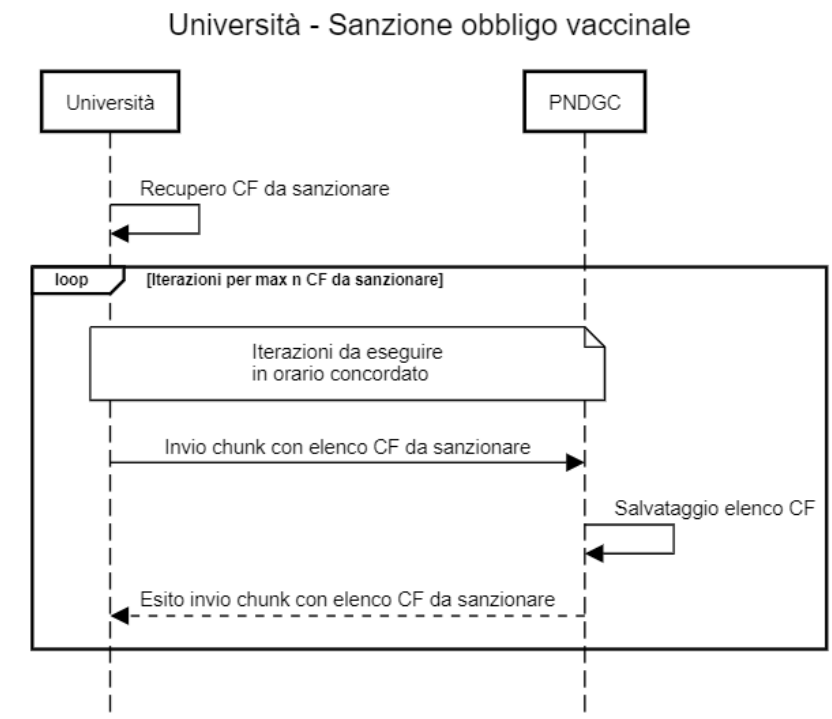 Università - Sanzione obbligo vaccinale
Università
PNDGC
Recupero CF da sanzionare
loop
[Iterazioni per max n CF da sanzionare]
Iterazioni da eseguire
in orario concordato
Invio chunk con elenco CF da sanzionare
Salvataggio elenco CF
Esito invio chunk con elenco CF da sanzionare